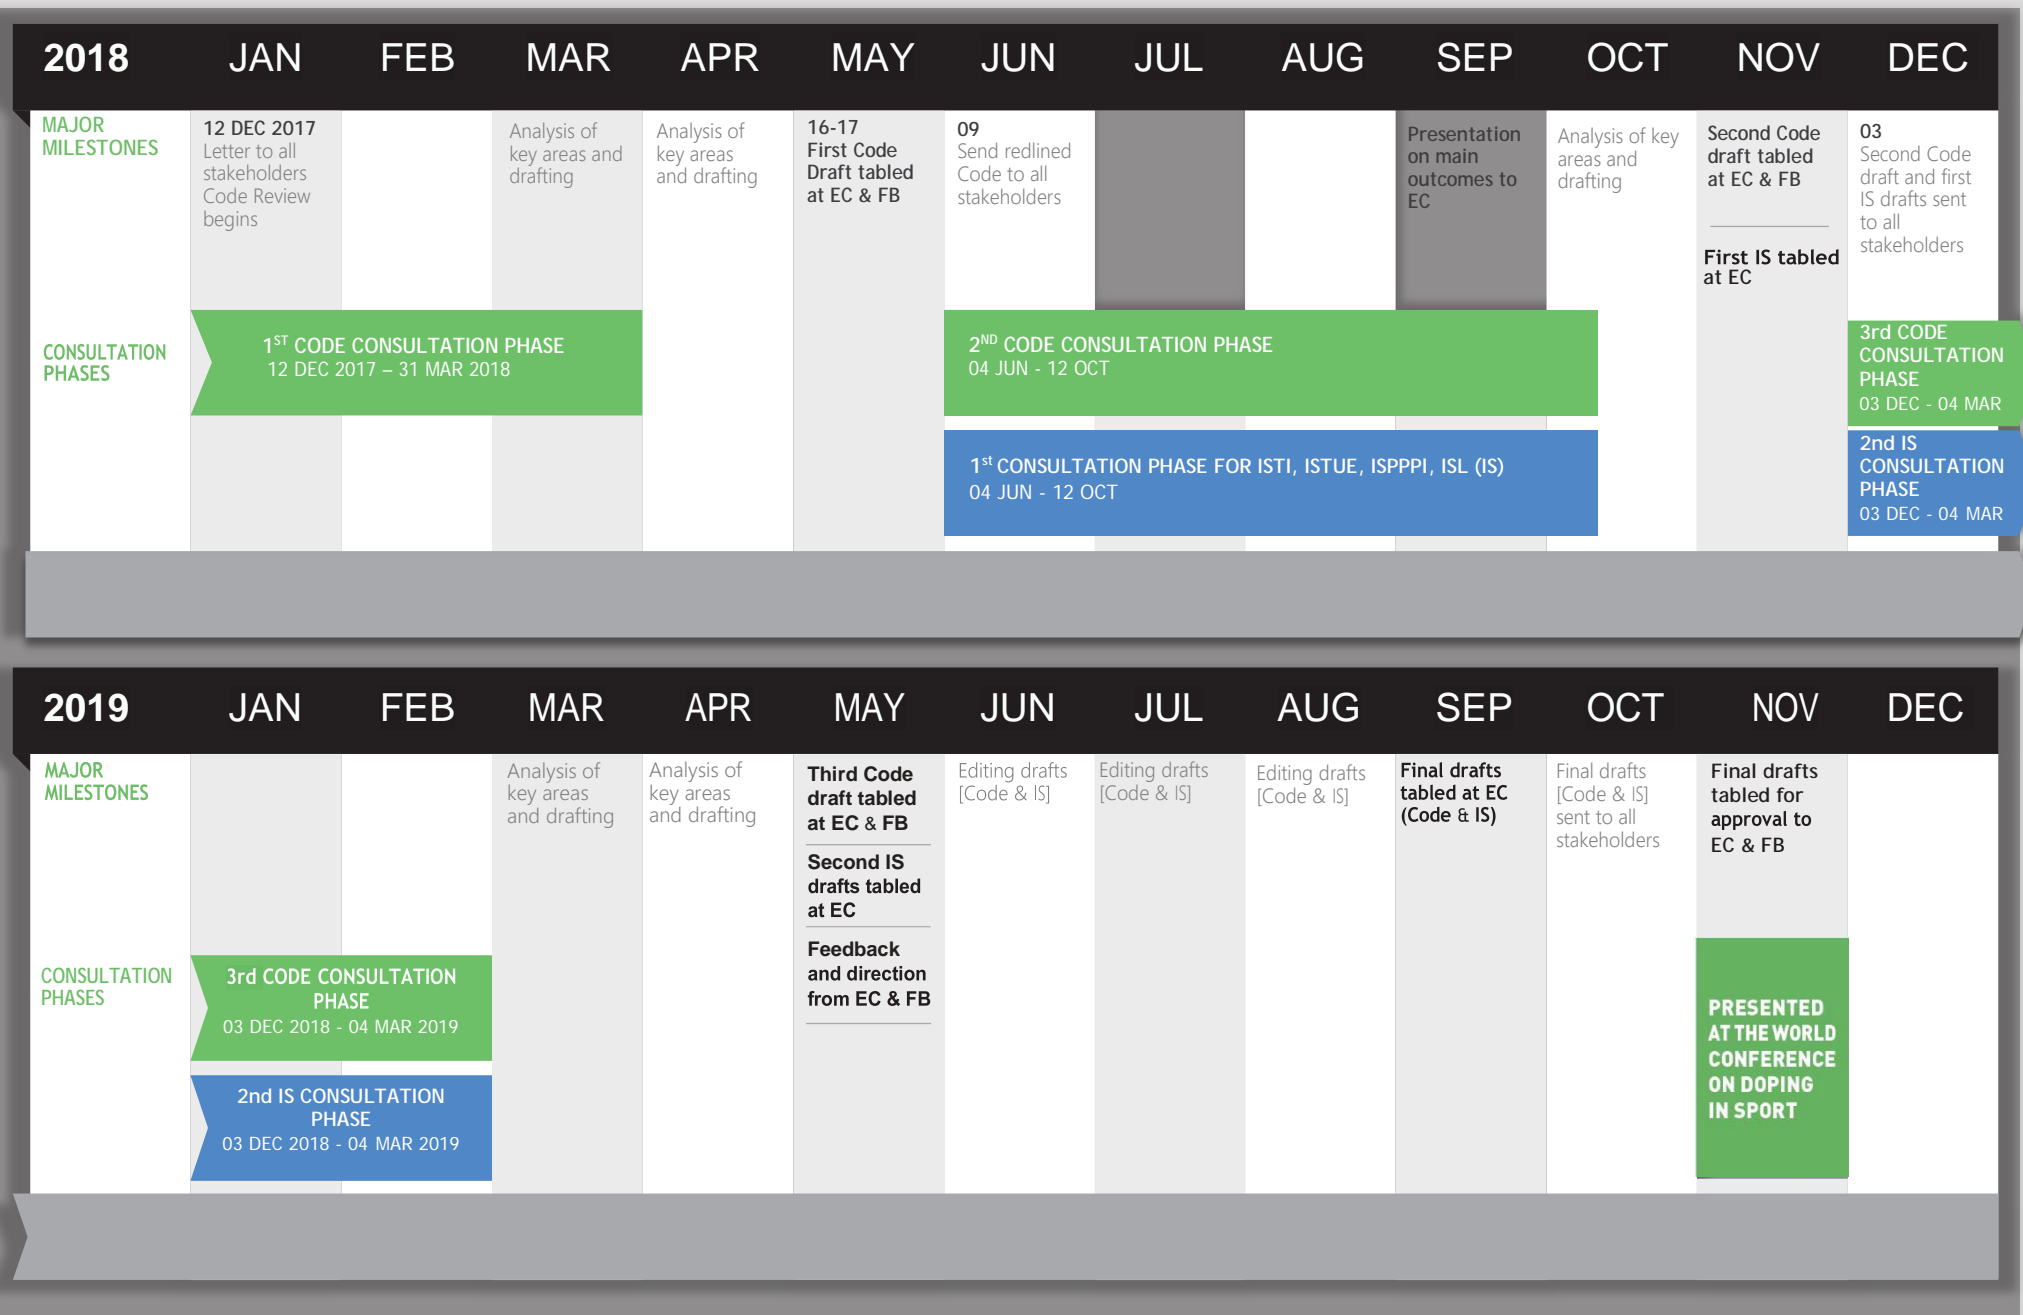 2018 JAN FEB MAR APR MAY JUN JUL AUG SEP OCT NOV DEC
MAJOR
MILESTONES
12 DEC 2017
Letter to all
stakeholders
Code Review
begins
Analysis of
key areas and
drafting
Analysis of
key areas
and drafting
16-17
First Code
Draft tabled
at EC & FB
09
Send redlined
Code to all
stakeholders
Presentation
on main
outcomes to
EC
Analysis of key
areas and
drafting
Second Code
draft tabled
at EC & FB
First IS tabled
at EC
03
Second Code
draft and first
IS drafts sent
to all
stakeholders
CONSULTATION
PHASES
1ST CODE CONSULTATION PHASE
12 DEC 2017 – 31 MAR 2018
2ND CODE CONSULTATION PHASE
04 JUN - 12 OCT
3rd CODE
CONSULTATION
PHASE
03 DEC - 04 MAR
1st CONSULTATION PHASE FOR ISTI, ISTUE, ISPPPI, ISL (IS)
04 JUN - 12 OCT
2nd IS
CONSULTATION
PHASE
03 DEC - 04 MAR
2019 JAN FEB MAR APR MAY JUN JUL AUG SEP OCT NOV DEC
MAJOR
MILESTONES
Analysis of
key areas
and drafting
Analysis of
key areas
and drafting
Third Code
draft tabled
at EC & FB
Second IS
drafts tabled
at EC
Feedback
and direction
from EC & FB
Editing drafts
[Code & IS]
Editing drafts
[Code & IS]
Editing drafts
[Code & IS]
Final drafts
tabled at EC
(Code & IS)
Final drafts
[Code & IS]
sent to all
stakeholders
Final drafts
tabled for
approval to
EC & FB
CONSULTATION
PHASES
3rd CODE CONSULTATION
PHASE
03 DEC 2018 - 04 MAR 2019
2nd IS CONSULTATION
PHASE
03 DEC 2018 - 04 MAR 2019
PRESENTED
AT THE WORLD
CONFERENCE
ON DOPING
IN SPORT